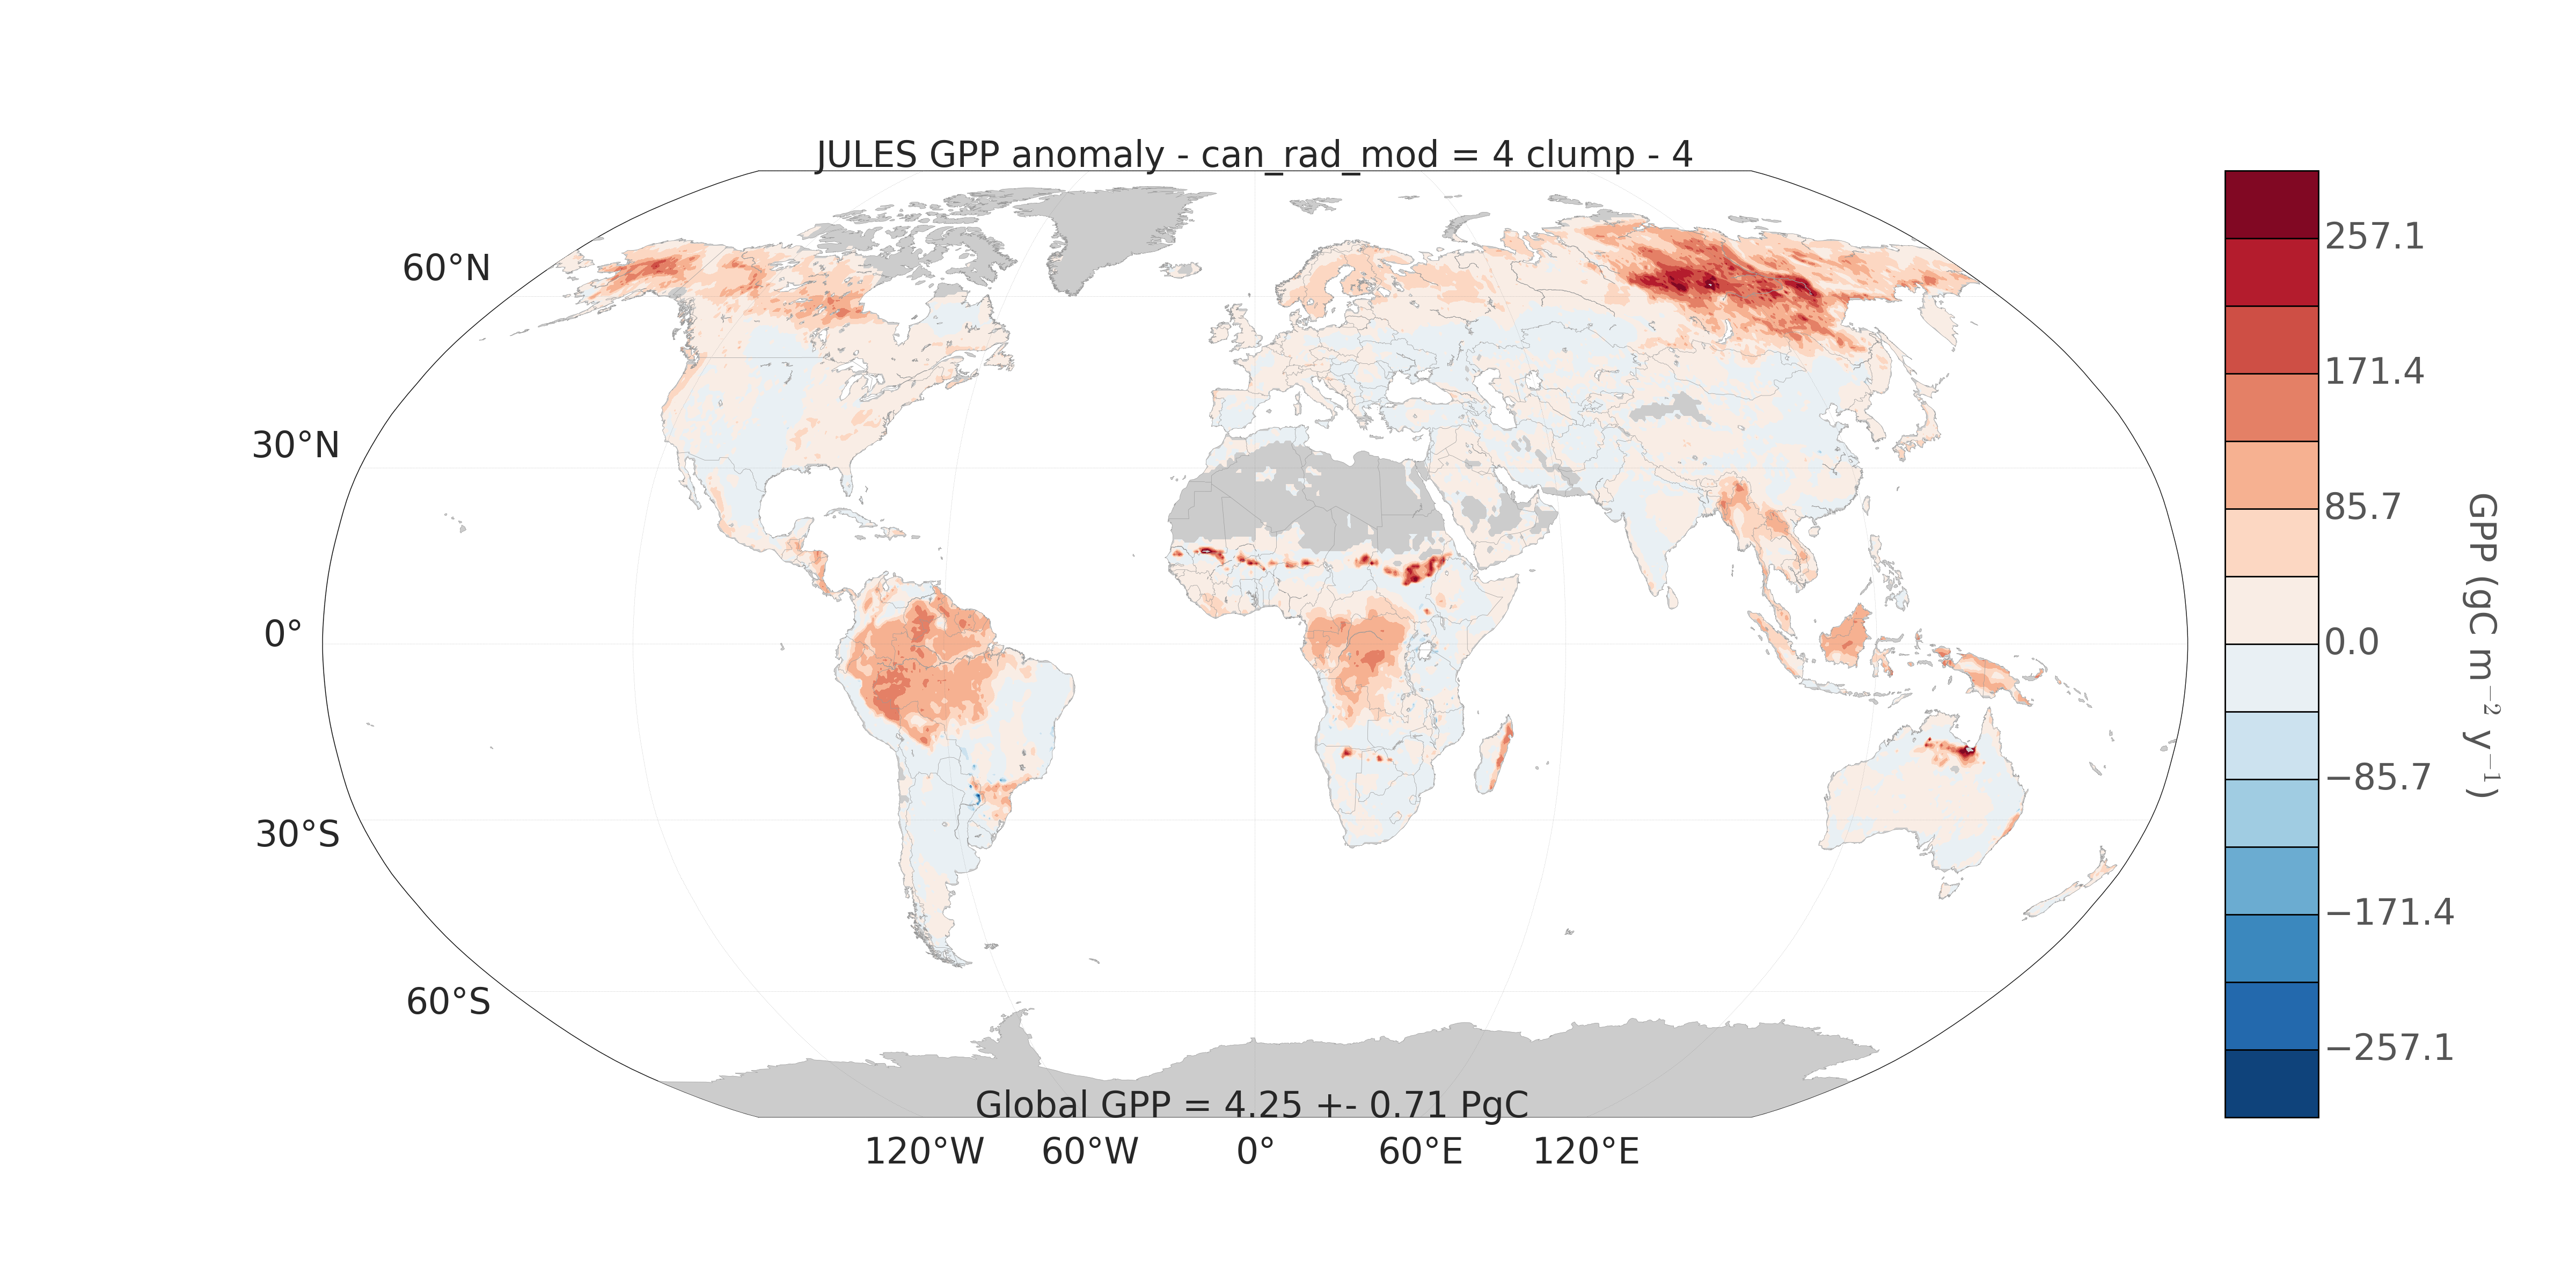 JULES GPP anomaly - can_rad_mod = 4 clump - 4
60°N
30°N
0°
30°S
60°S
120°W 60°W 0° 60°E 120°E
Global GPP = 4.25 +- 0.71 PgC
257.1
171.4
85.7
0.0
−85.7
−171.4
−257.1
GPP (gC m⁻² y⁻¹)